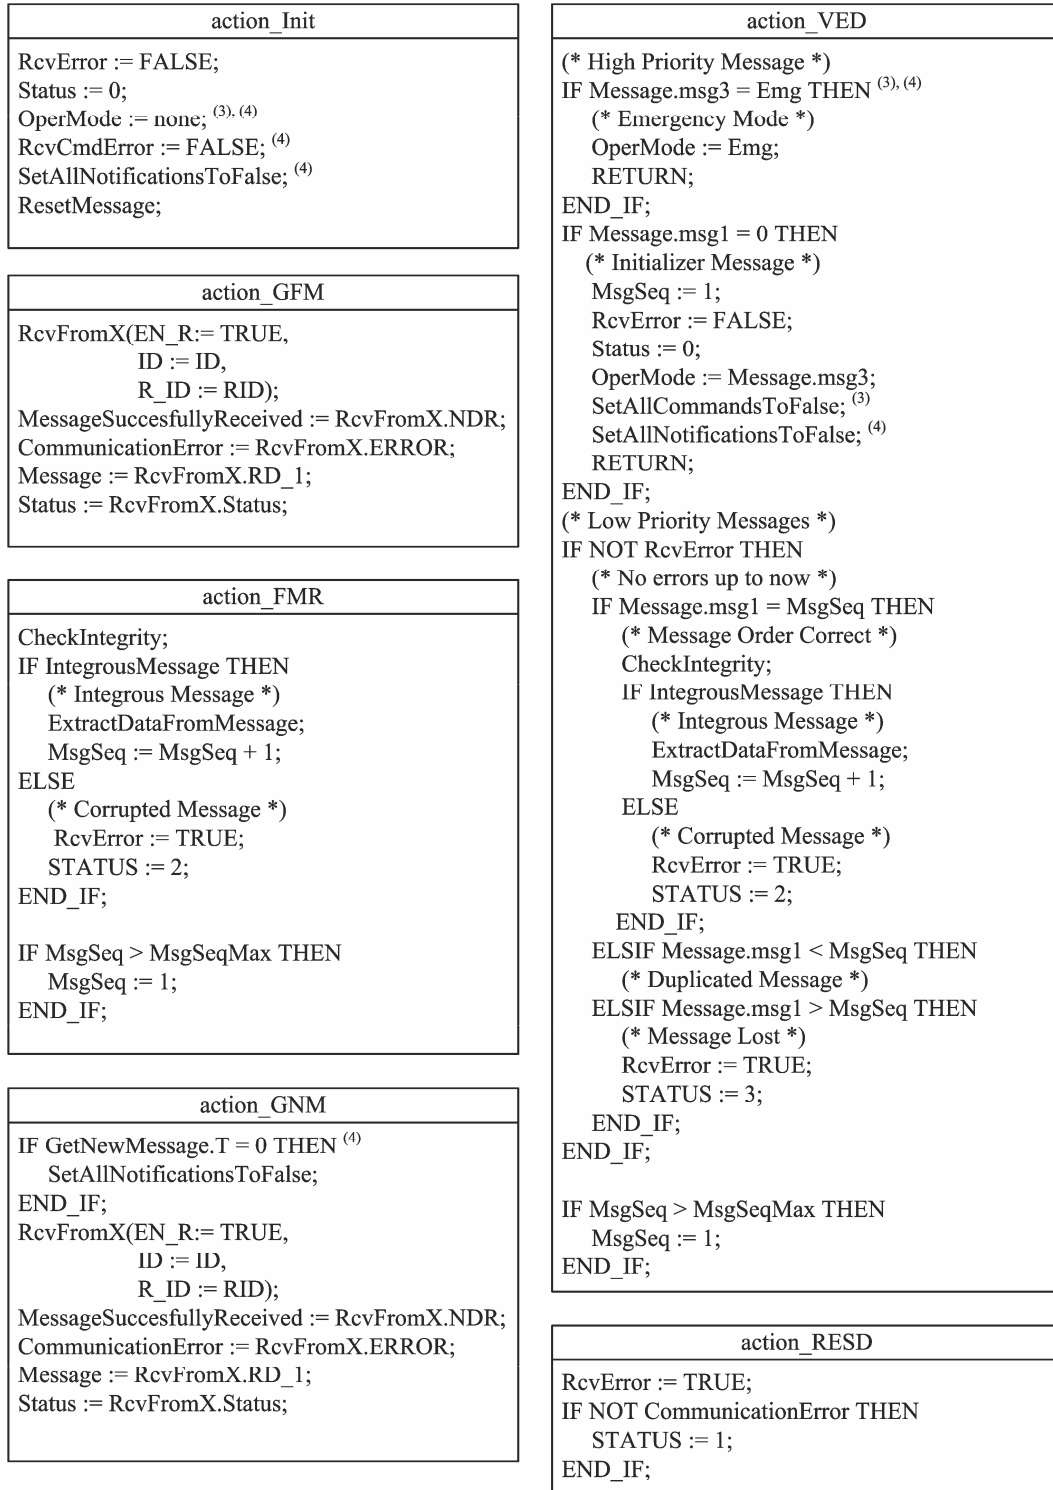 action_Init
RcvError := FALSE;
Status := 0;
OperMode := none; (3), (4)
RcvCmdError := FALSE; (4)
SetAllNotificationsToFalse; (4)
ResetMessage;
action_GFM
RcvFromX(EN_R:= TRUE,
ID := ID,
R_ID := RID);
MessageSuccesfullyReceived := RcvFromX.NDR;
CommunicationError := RcvFromX.ERROR;
Message := RcvFromX.RD_1;
Status := RcvFromX.Status;
action_FMR
CheckIntegrity;
IF IntegrousMessage THEN
(* Integrous Message *)
ExtractDataFromMessage;
MsgSeq := MsgSeq + 1;
ELSE
(* Corrupted Message *)
RcvError := TRUE;
STATUS := 2;
END_IF;
IF MsgSeq > MsgSeqMax THEN
MsgSeq := 1;
END_IF;
action_GNM
IF GetNewMessage.T = 0 THEN (4)
SetAllNotificationsToFalse;
END_IF;
RcvFromX(EN_R:= TRUE,
ID := ID,
R_ID := RID);
MessageSuccesfullyReceived := RcvFromX.NDR;
CommunicationError := RcvFromX.ERROR;
Message := RcvFromX.RD_1;
Status := RcvFromX.Status;
action_VED
(* High Priority Message *)
IF Message.msg3 = Emg THEN (3), (4)
(* Emergency Mode *)
OperMode := Emg;
RETURN;
END_IF;
IF Message.msg1 = 0 THEN
(* Initializer Message *)
MsgSeq := 1;
RcvError := FALSE;
Status := 0;
OperMode := Message.msg3;
SetAllCommandsToFalse; (3)
SetAllNotificationsToFalse; (4)
RETURN;
END_IF;
(* Low Priority Messages *)
IF NOT RcvError THEN
(* No errors up to now *)
IF Message.msg1 = MsgSeq THEN
(* Message Order Correct *)
CheckIntegrity;
IF IntegrousMessage THEN
(* Integrous Message *)
ExtractDataFromMessage;
MsgSeq := MsgSeq + 1;
ELSE
(* Corrupted Message *)
RcvError := TRUE;
STATUS := 2;
END_IF;
ELSIF Message.msg1 < MsgSeq THEN
(* Duplicated Message *)
ELSIF Message.msg1 > MsgSeq THEN
(* Message Lost *)
RcvError := TRUE;
STATUS := 3;
END_IF;
END_IF;
IF MsgSeq > MsgSeqMax THEN
MsgSeq := 1;
END_IF;
action_RESD
RcvError := TRUE;
IF NOT CommunicationError THEN
STATUS := 1;
END_IF;